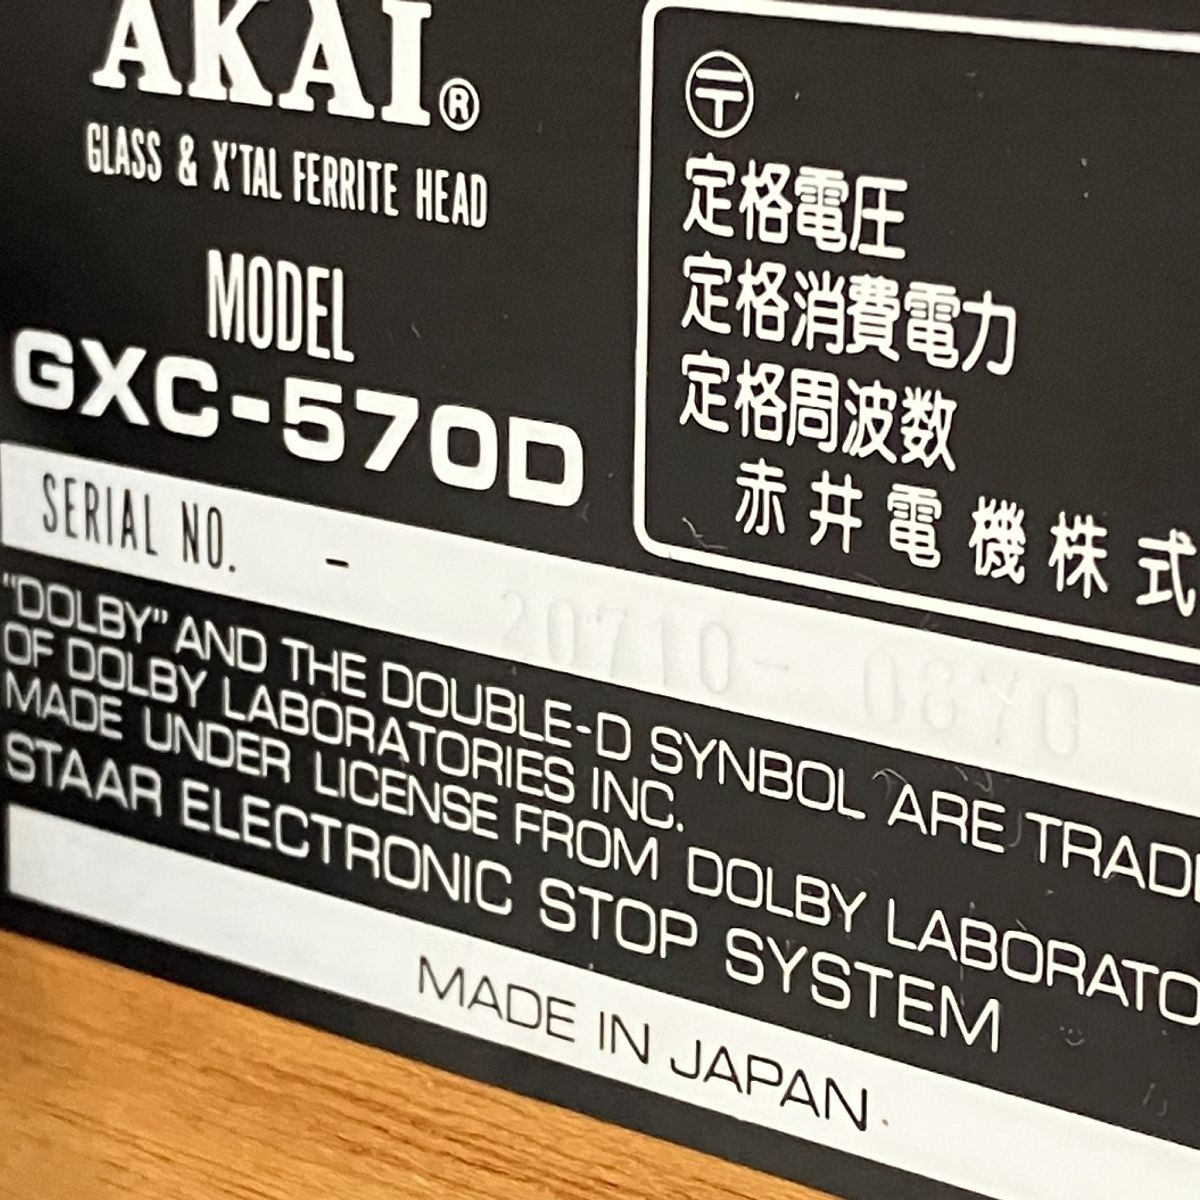 AKAI®
GLASS & X'TAL FERRITE HEAD
MODEL
GXC-570D
〒
定格電圧
定格消費電力
定格周波数
赤井電機株式
SERIAL NO. -
"DOLBY" AND THE DOUBLE-D SYNBOL ARE
OF DOLBY LABORATORIES INC.
MADE UNDER LICENSE FROM DOLBY
STAAR ELECTRONIC STOP SYSTEM
MADE IN JAPAN